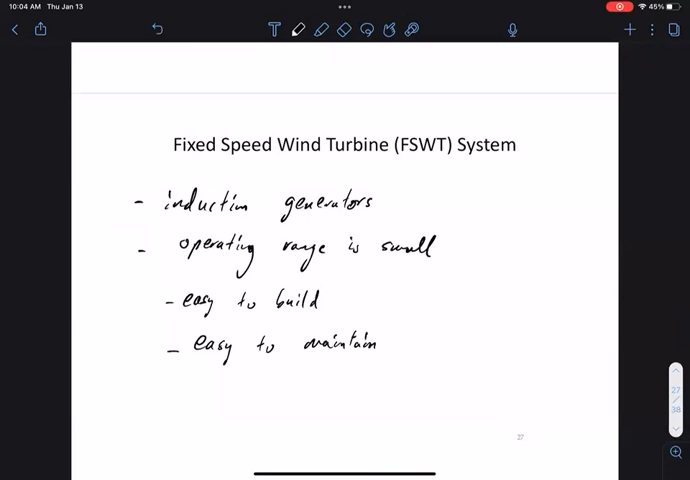 10:04 AM Thu Jan 13
45%
Fixed Speed Wind Turbine (FSWT) System
- induction generators
- operating range is small
- easy to build
- easy to maintain
27
/
38
27